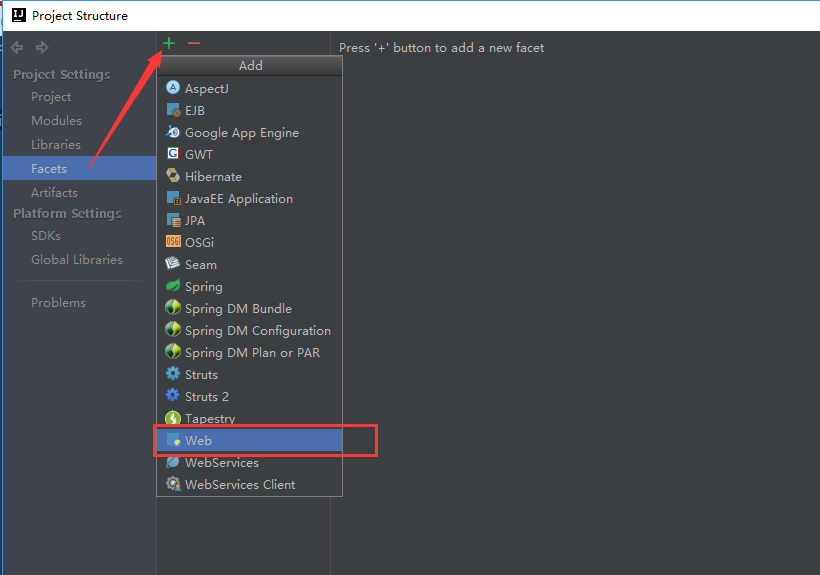 Project Structure
Project Settings
Project
Modules
Libraries
Facets
Artifacts
Platform Settings
SDKs
Global Libraries
Problems
Add
AspectJ
EJB
Google App Engine
GWT
Hibernate
JavaEE Application
JPA
OSGi
Seam
Spring
Spring DM Bundle
Spring DM Configuration
Spring DM Plan or PAR
Struts
Struts 2
Tapestry
Web
WebServices
WebServices Client
Press '+' button to add a new facet